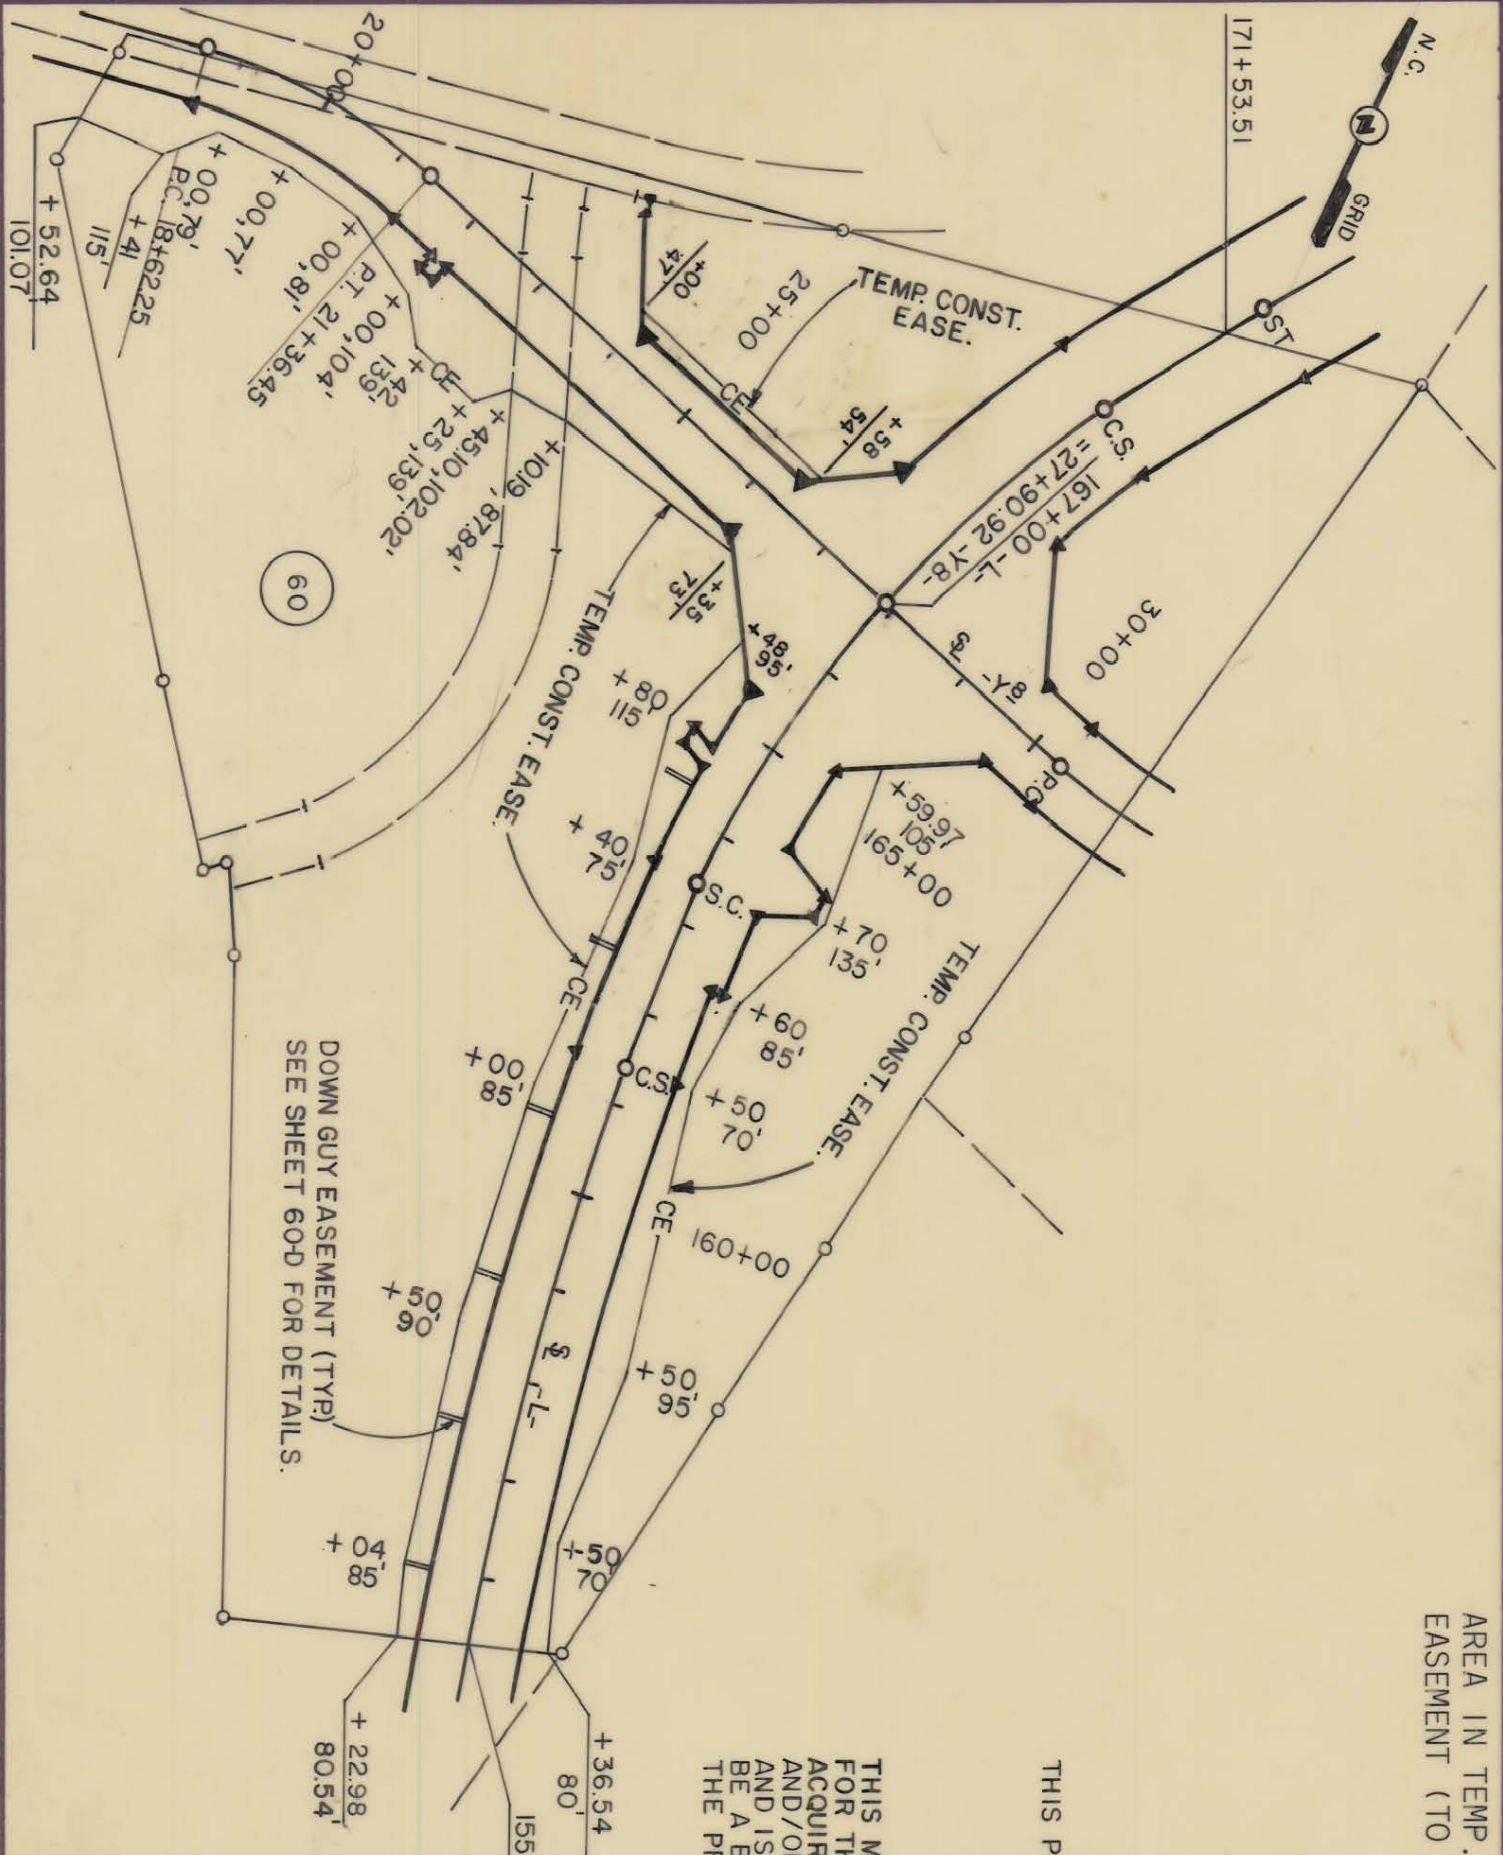 N.C.
N
GRID
171+53.51
20+00
+00
47'
25+00
TEMP. CONST.
EASE.
CE
+58
54'
ST
C.S.
167+00 -L-
=27+90.92 -Y8-
30+00
-Y8-
P.C.
+52.64
101.07'
115'
+41
P.C. 18+62.25
+00,79'
+00,77'
+00,81'
P.T. 21+36.45
+00,104'
+42'
139'
CE
+25,139'
+45.10,102.02'
+10.19, 87.84'
60
+35
73'
+48
95'
TEMP. CONST. EASE.
+80
115'
+40
75'
S.C.
+59.97
105'
165+00
+70
135'
+60
85'
+50
70'
TEMP. CONST. EASE.
CE
C.S.
CE
160+00
+00
85'
+50
90'
+50
95'
-L-
DOWN GUY EASEMENT (TYP.)
SEE SHEET 60-D FOR DETAILS.
+04
85'
+50
70'
+22.98
80.54'
+36.54
80'
155
AREA IN TEMP.
EASEMENT (TO
THIS P
THIS M
FOR TH
ACQUIR
AND/O
AND IS
BE A
THE P